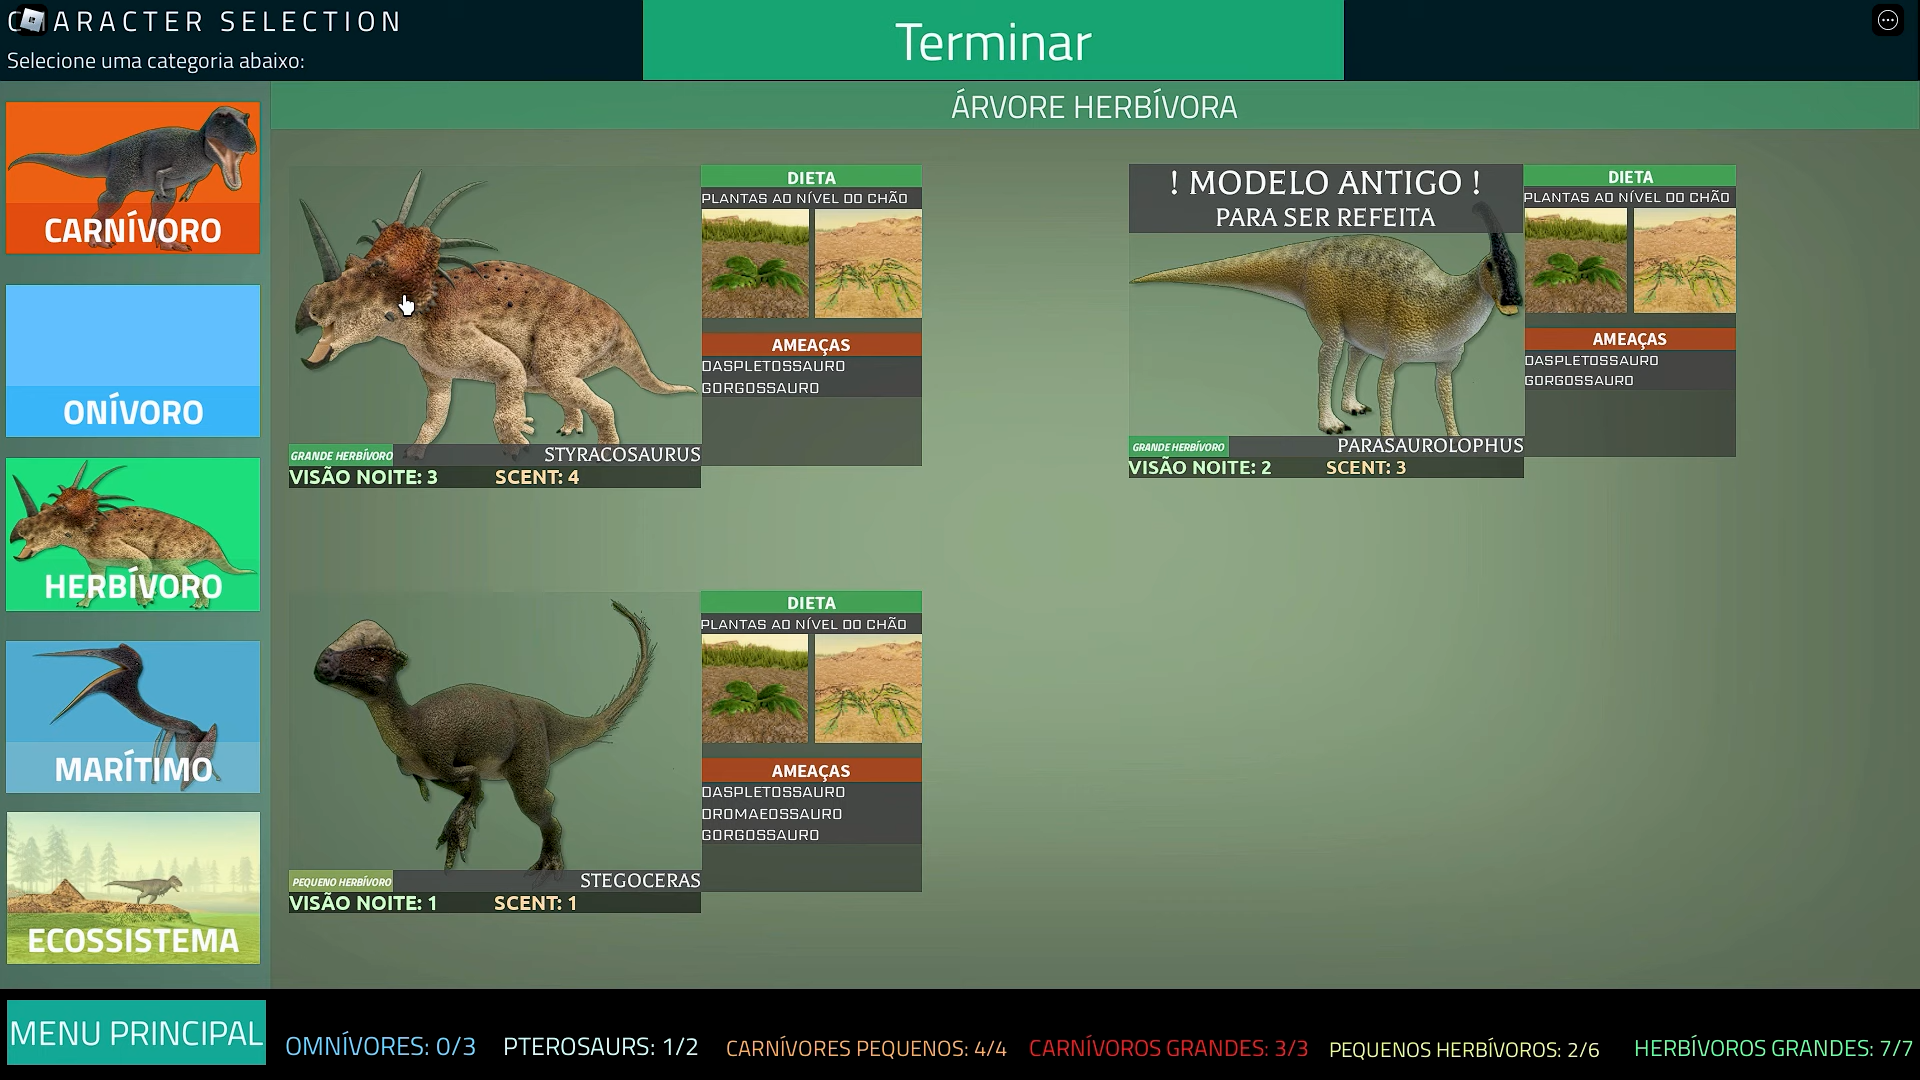 CHARACTER SELECTION
Selecione uma categoria abaixo:
Terminar
ÁRVORE HERBÍVORA
CARNÍVORO
ONÍVORO
HERBÍVORO
MARÍTIMO
ECOSSISTEMA
MENU PRINCIPAL
DIETA
PLANTAS AO NÍVEL DO CHÃO
AMEAÇAS
DASPLETOSSAURO
GORGOSSAURO
GRANDE HERBÍVORO
STYRACOSAURUS
VISÃO NOITE: 3 SCENT: 4
! MODELO ANTIGO !
PARA SER REFEITA
DIETA
PLANTAS AO NÍVEL DO CHÃO
AMEAÇAS
DASPLETOSSAURO
GORGOSSAURO
GRANDE HERBÍVORO
PARASAUROLOPHUS
VISÃO NOITE: 2 SCENT: 3
DIETA
PLANTAS AO NÍVEL DO CHÃO
AMEAÇAS
DASPLETOSSAURO
DROMAEOSSAURO
GORGOSSAURO
PEQUENO HERBÍVORO
STEGOCERAS
VISÃO NOITE: 1 SCENT: 1
OMNÍVORES: 0/3 PTEROSAURS: 1/2 CARNÍVORES PEQUENOS: 4/4 CARNÍVOROS GRANDES: 3/3 PEQUENOS HERBÍVOROS: 2/6 HERBÍVOROS GRANDES: 7/7